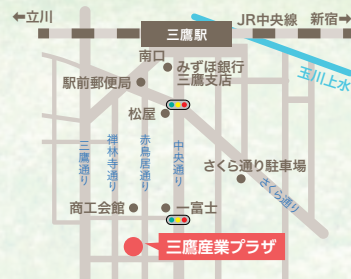 ←立川
JR中央線
新宿→
三鷹駅
南口
みずほ銀行
三鷹支店
玉川上水
駅前郵便局
松屋
三鷹通り
禅林寺通り
赤鳥居通り
中央通り
さくら通り駐車場
さくら通り
商工会館
一富士
三鷹産業プラザ